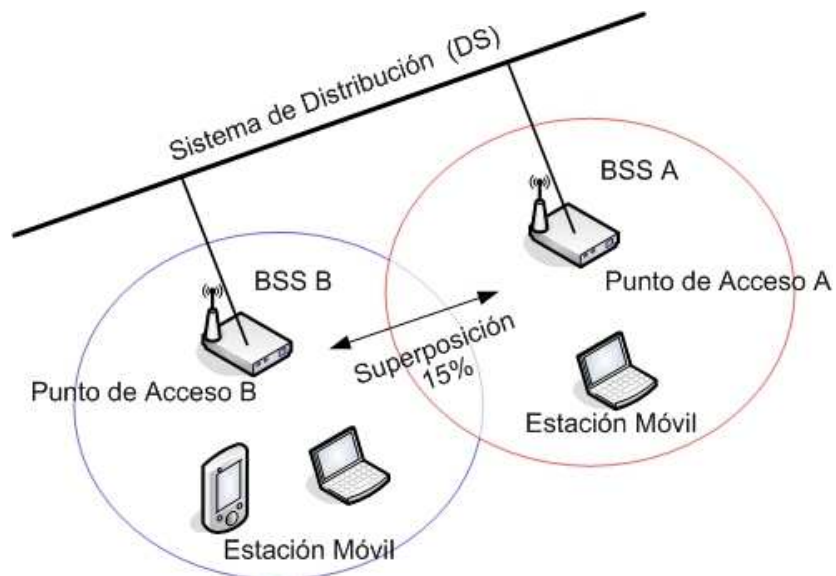 Sistema de Distribución (DS)
BSS A
Punto de Acceso A
BSS B
Superposición
15%
Punto de Acceso B
Estación Móvil
Estación Móvil